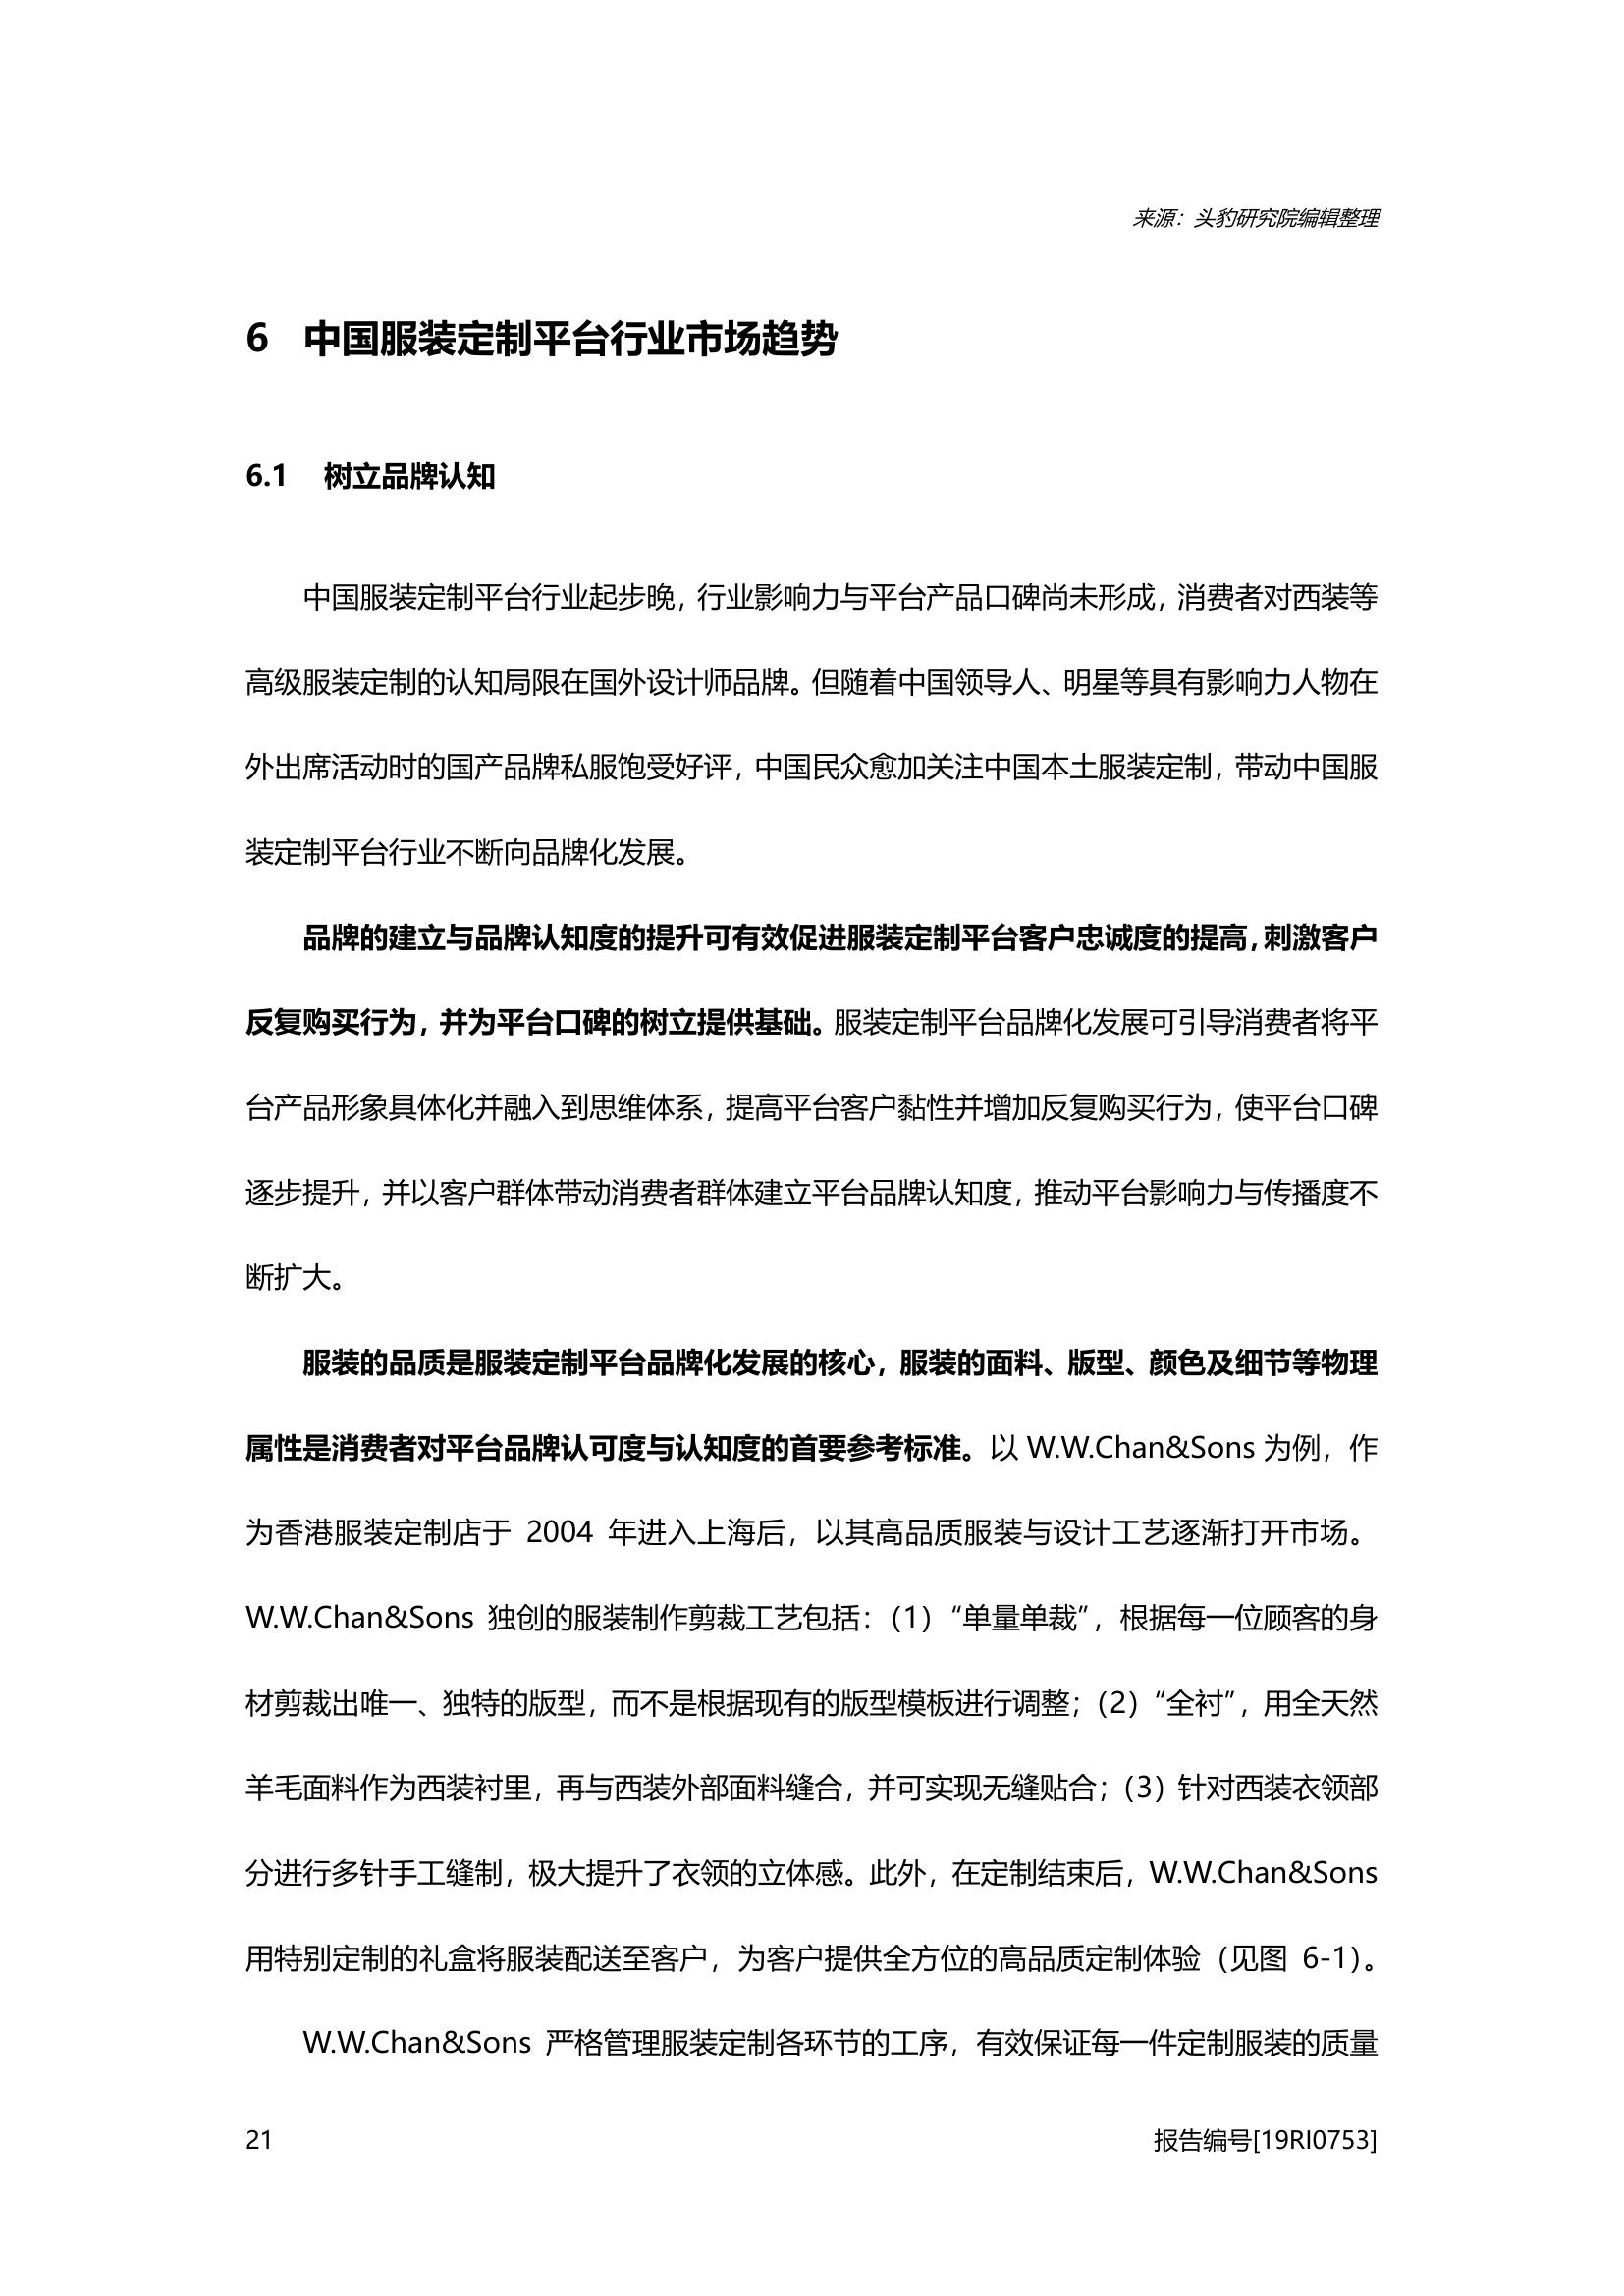 来源：头豹研究院编辑整理
6 中国服装定制平台行业市场趋势
6.1 树立品牌认知
中国服装定制平台行业起步晚，行业影响力与平台产品口碑尚未形成，消费者对西装等
高级服装定制的认知局限在国外设计师品牌。但随着中国领导人、明星等具有影响力人物在
外出席活动时的国产品牌私服饱受好评，中国民众愈加关注中国本土服装定制，带动中国服
装定制平台行业不断向品牌化发展。
品牌的建立与品牌认知度的提升可有效促进服装定制平台客户忠诚度的提高，刺激客户
反复购买行为，并为平台口碑的树立提供基础。服装定制平台品牌化发展可引导消费者将平
台产品形象具体化并融入到思维体系，提高平台客户黏性并增加反复购买行为，使平台口碑
逐步提升，并以客户群体带动消费者群体建立平台品牌认知度，推动平台影响力与传播度不
断扩大。
服装的品质是服装定制平台品牌化发展的核心，服装的面料、版型、颜色及细节等物理
属性是消费者对平台品牌认可度与认知度的首要参考标准。以 W.W.Chan&Sons 为例，作
为香港服装定制店于 2004 年进入上海后，以其高品质服装与设计工艺逐渐打开市场。
W.W.Chan&Sons 独创的服装制作剪裁工艺包括：（1）“单量单裁”，根据每一位顾客的身
材剪裁出唯一、独特的版型，而不是根据现有的版型模板进行调整；（2）“全衬”，用全天然
羊毛面料作为西装衬里，再与西装外部面料缝合，并可实现无缝贴合；（3）针对西装衣领部
分进行多针手工缝制，极大提升了衣领的立体感。此外，在定制结束后，W.W.Chan&Sons
用特别定制的礼盒将服装配送至客户，为客户提供全方位的高品质定制体验（见图 6-1）。
W.W.Chan&Sons 严格管理服装定制各环节的工序，有效保证每一件定制服装的质量
21 报告编号[19RI0753]